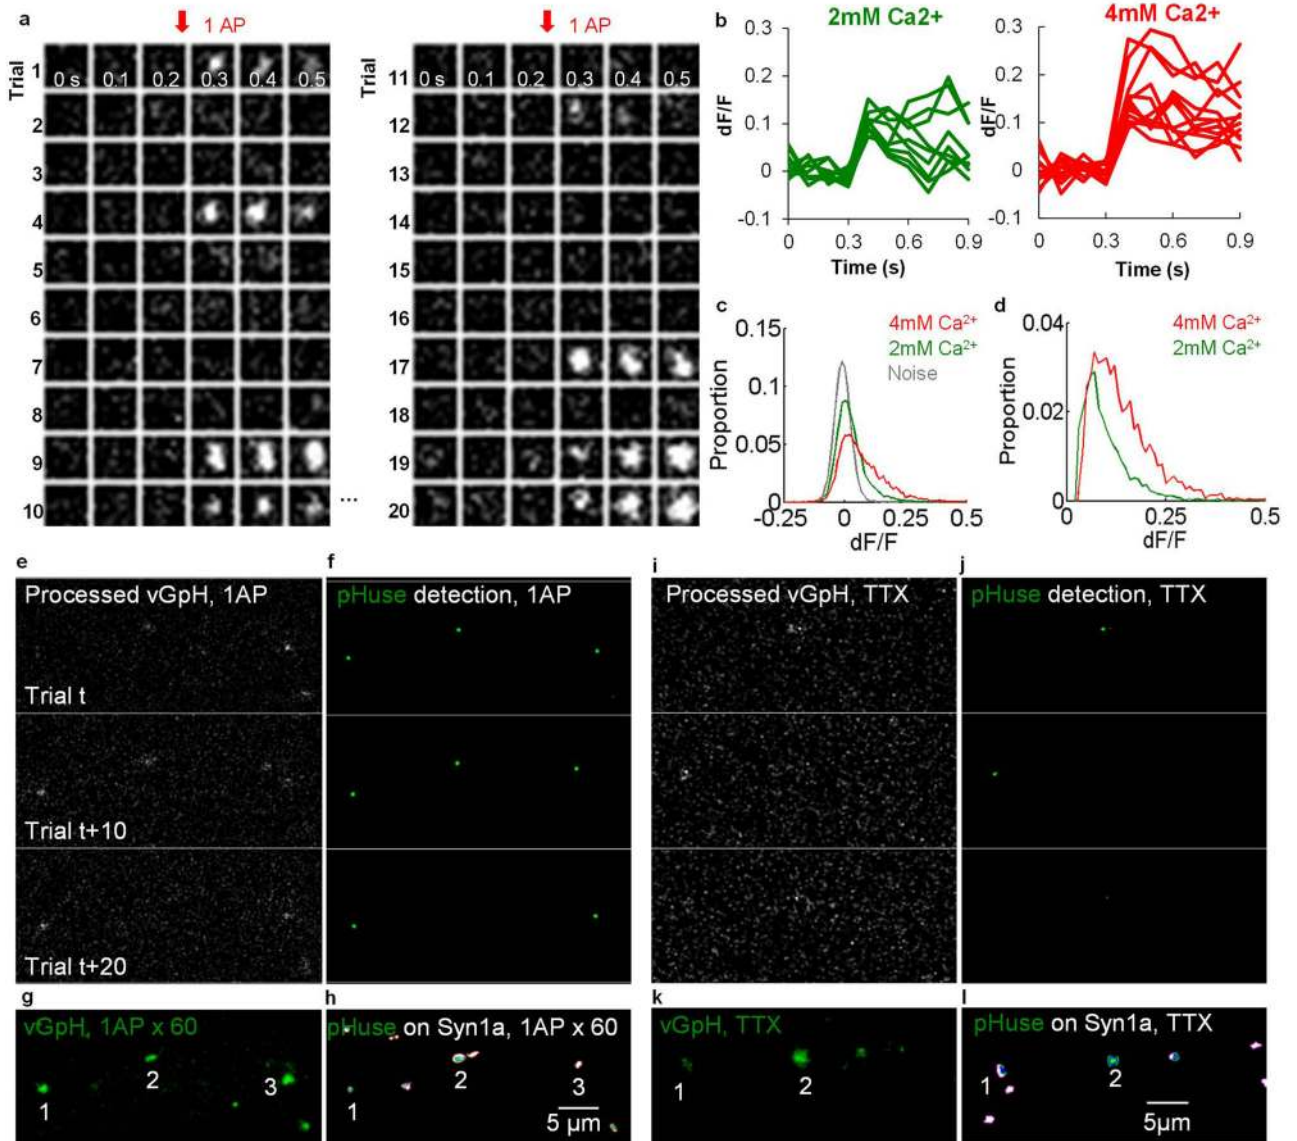 a
1 AP
1 AP
Trial
Trial
1
0 s 0.1 0.2 0.3 0.4 0.5
11
0 s 0.1 0.2 0.3 0.4 0.5
2
12
3
13
4
14
5
15
6
16
7
17
8
18
9
19
10
...
20
b
2mM Ca2+
4mM Ca2+
dF/F
0.3
0.2
0.1
0
-0.1
0 0.3 0.6 0.9
Time (s)
dF/F
0.3
0.2
0.1
0.0
-0.1
0 0.3 0.6 0.9
Time (s)
c
4mM Ca²⁺
2mM Ca²⁺
Noise
Proportion
0.15
0.1
0.05
0
-0.25 0 0.25 0.5
dF/F
d
4mM Ca²⁺
2mM Ca²⁺
Proportion
0.04
0.02
0
0 0.25 0.5
dF/F
e
Processed vGpH, 1AP
Trial t
Trial t+10
Trial t+20
f
pHuse detection, 1AP
i
Processed vGpH, TTX
j
pHuse detection, TTX
g
vGpH, 1AP x 60
1
2
3
h
pHuse on Syn1a, 1AP x 60
1
2
3
5 µm
k
vGpH, TTX
1
2
l
pHuse on Syn1a, TTX
1
2
5µm